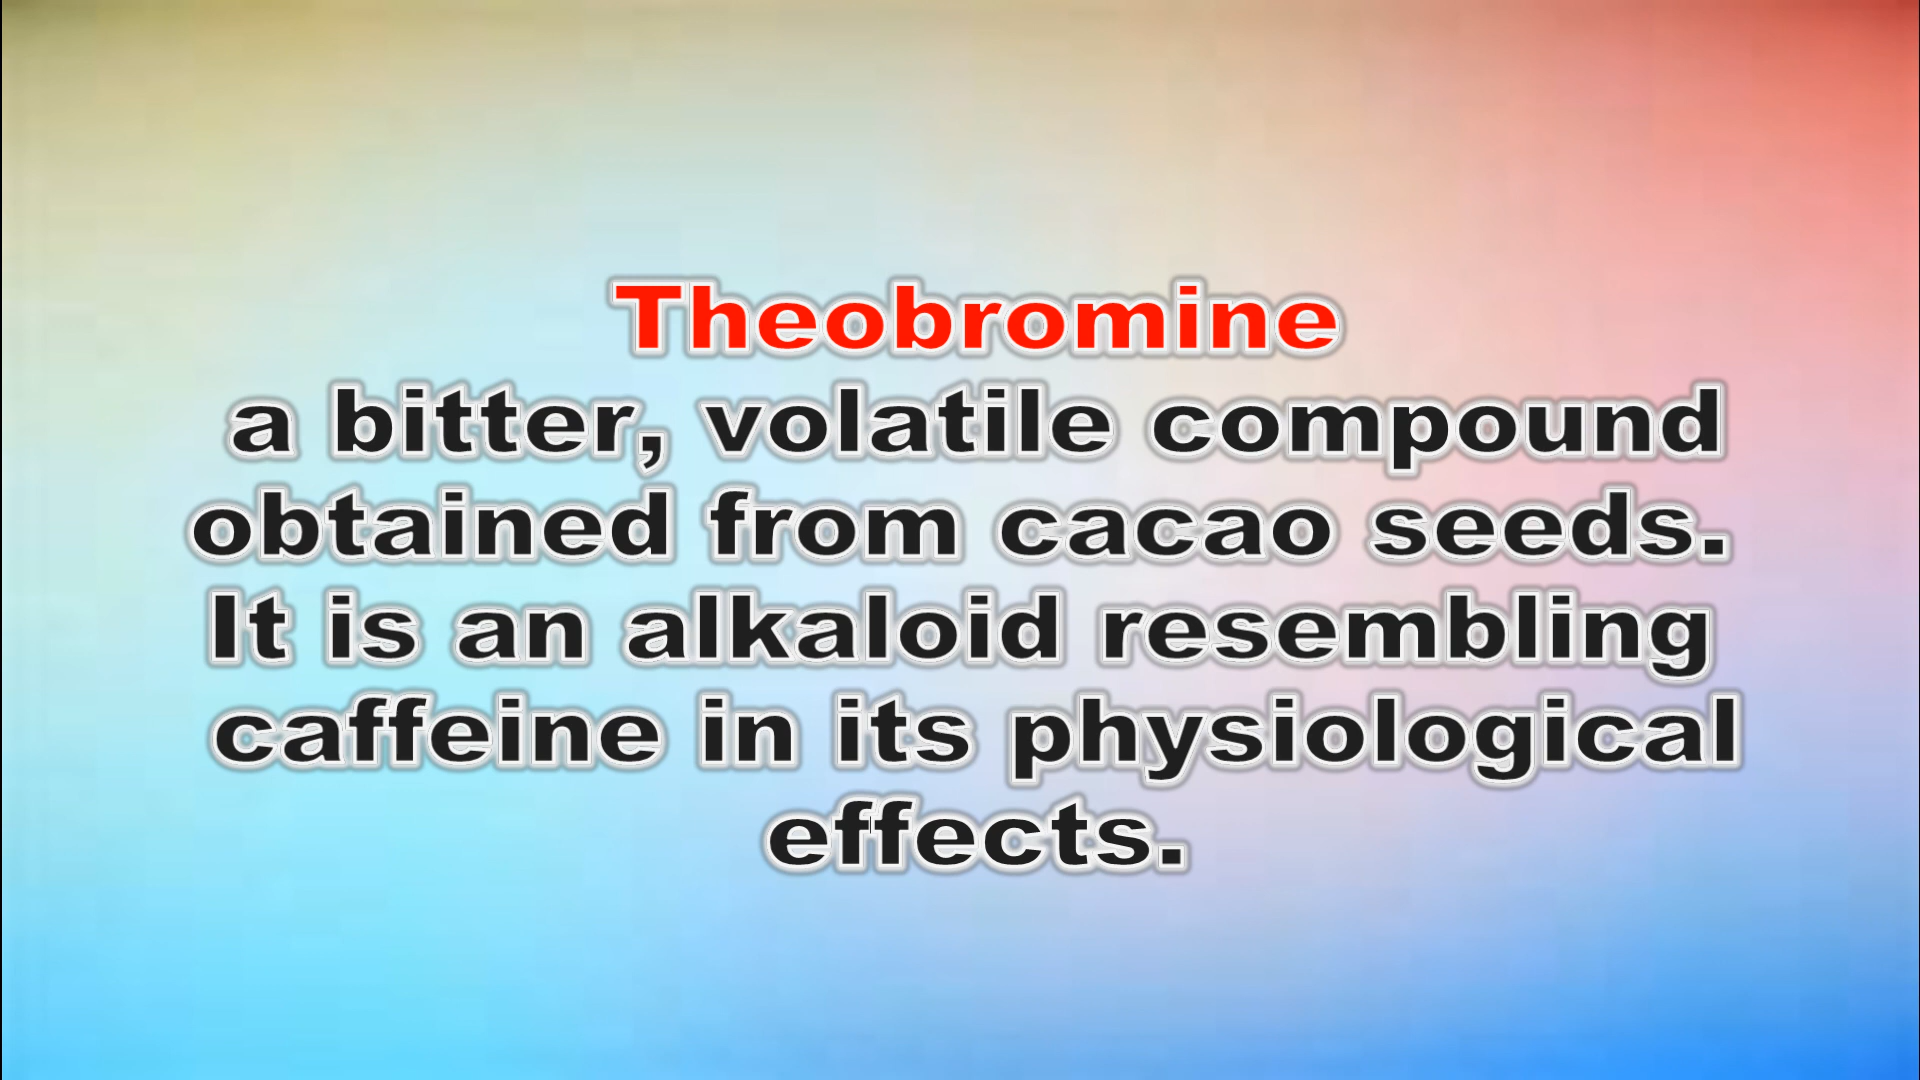 Theobromine
a bitter, volatile compound
obtained from cacao seeds.
It is an alkaloid resembling
caffeine in its physiological
effects.